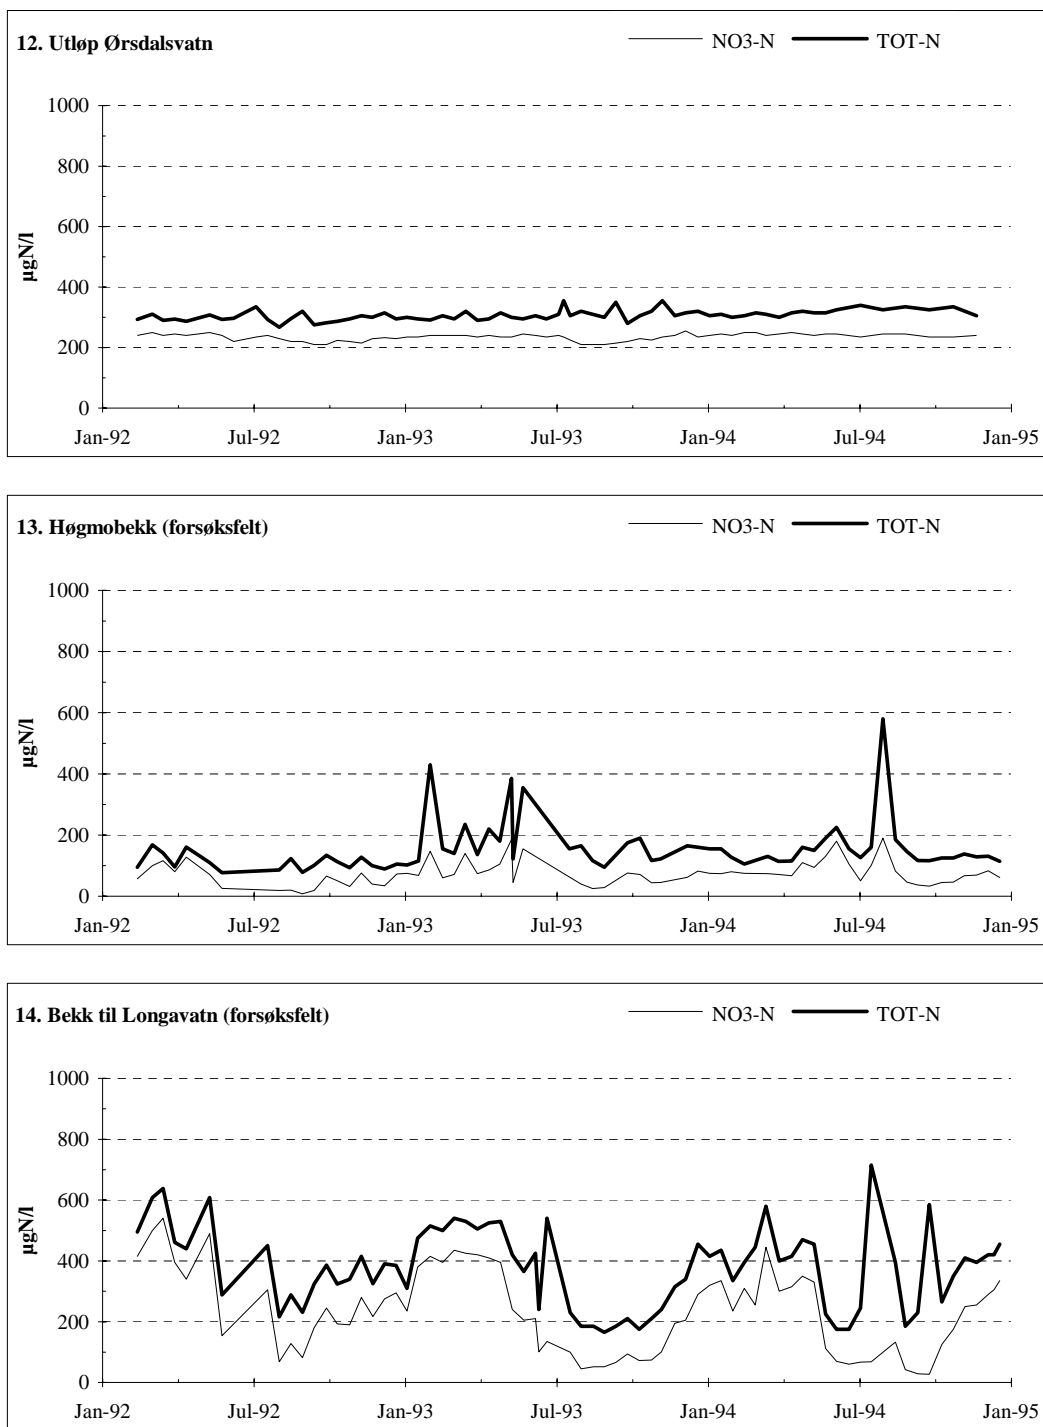 12. Utløp Ørsdalsvatn
NO3-N TOT-N
1000
800
600
400
200
0
µgN/l
Jan-92 Jul-92 Jan-93 Jul-93 Jan-94 Jul-94 Jan-95
13. Høgmobekk (forsøksfelt)
NO3-N TOT-N
1000
800
600
400
200
0
µgN/l
Jan-92 Jul-92 Jan-93 Jul-93 Jan-94 Jul-94 Jan-95
14. Bekk til Longavatn (forsøksfelt)
NO3-N TOT-N
1000
800
600
400
200
0
µgN/l
Jan-92 Jul-92 Jan-93 Jul-93 Jan-94 Jul-94 Jan-95